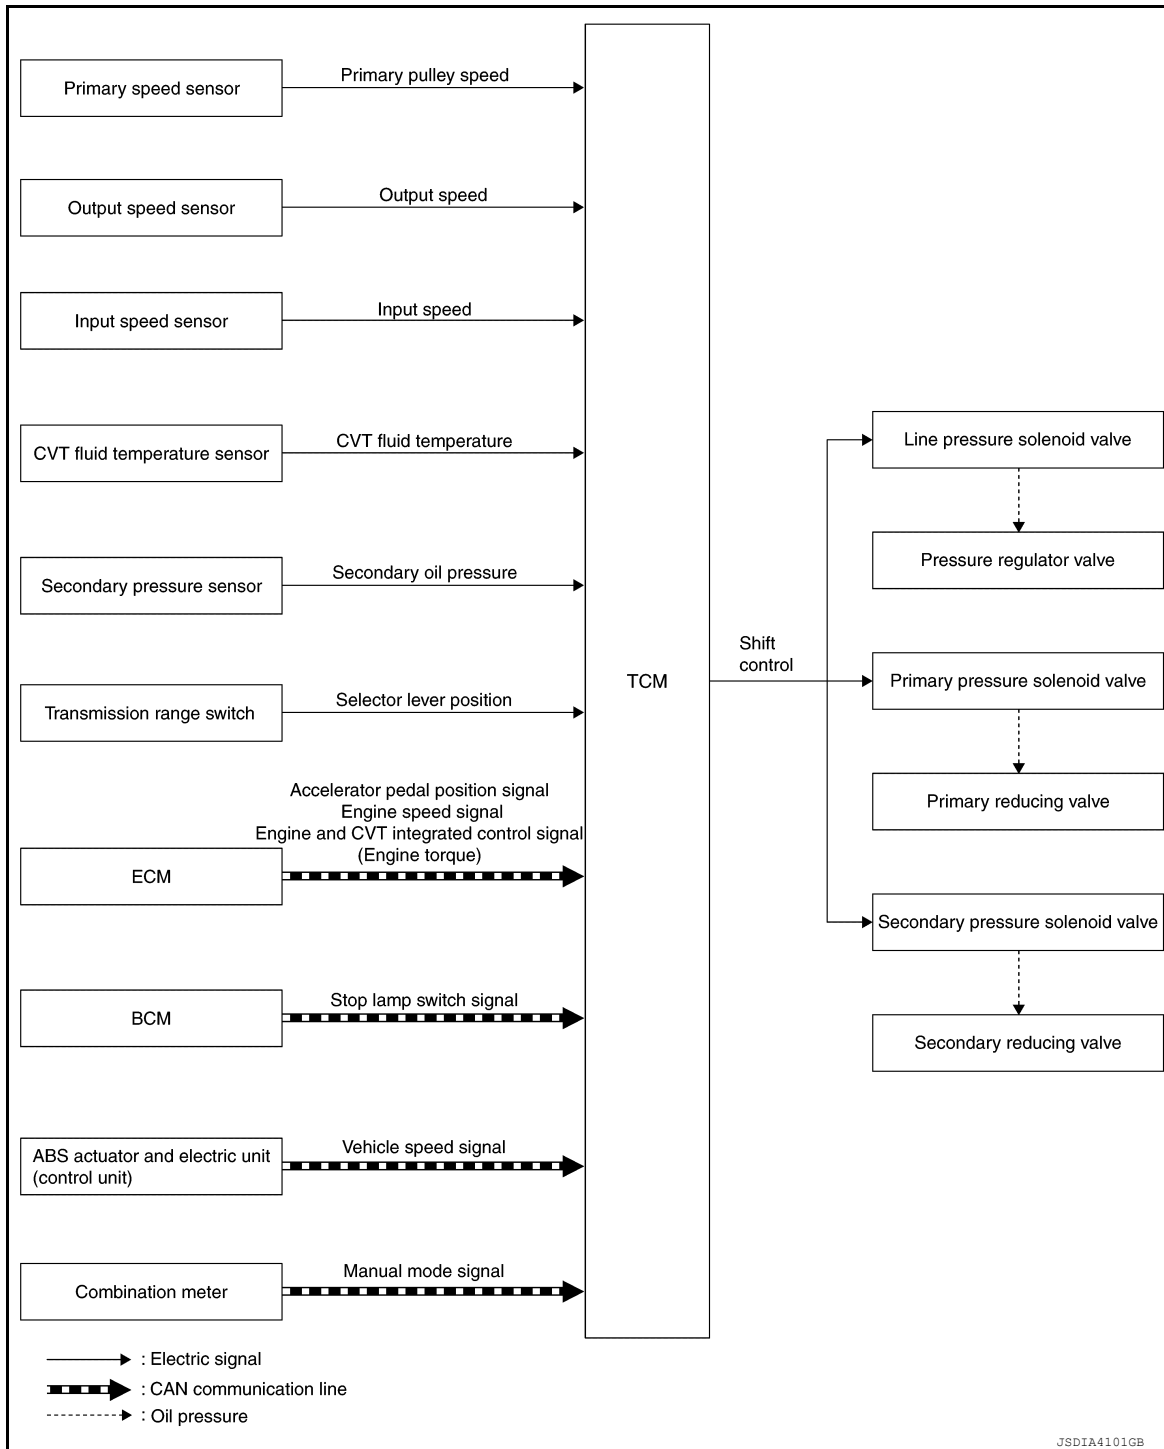 Primary speed sensor
Primary pulley speed
Output speed sensor
Output speed
Input speed sensor
Input speed
CVT fluid temperature sensor
CVT fluid temperature
Secondary pressure sensor
Secondary oil pressure
Transmission range switch
Selector lever position
ECM
Accelerator pedal position signal
Engine speed signal
Engine and CVT integrated control signal
(Engine torque)
BCM
Stop lamp switch signal
ABS actuator and electric unit
(control unit)
Vehicle speed signal
Combination meter
Manual mode signal
TCM
Shift
control
Line pressure solenoid valve
Pressure regulator valve
Primary pressure solenoid valve
Primary reducing valve
Secondary pressure solenoid valve
Secondary reducing valve
: Electric signal
: CAN communication line
: Oil pressure
JSDIA4101GB